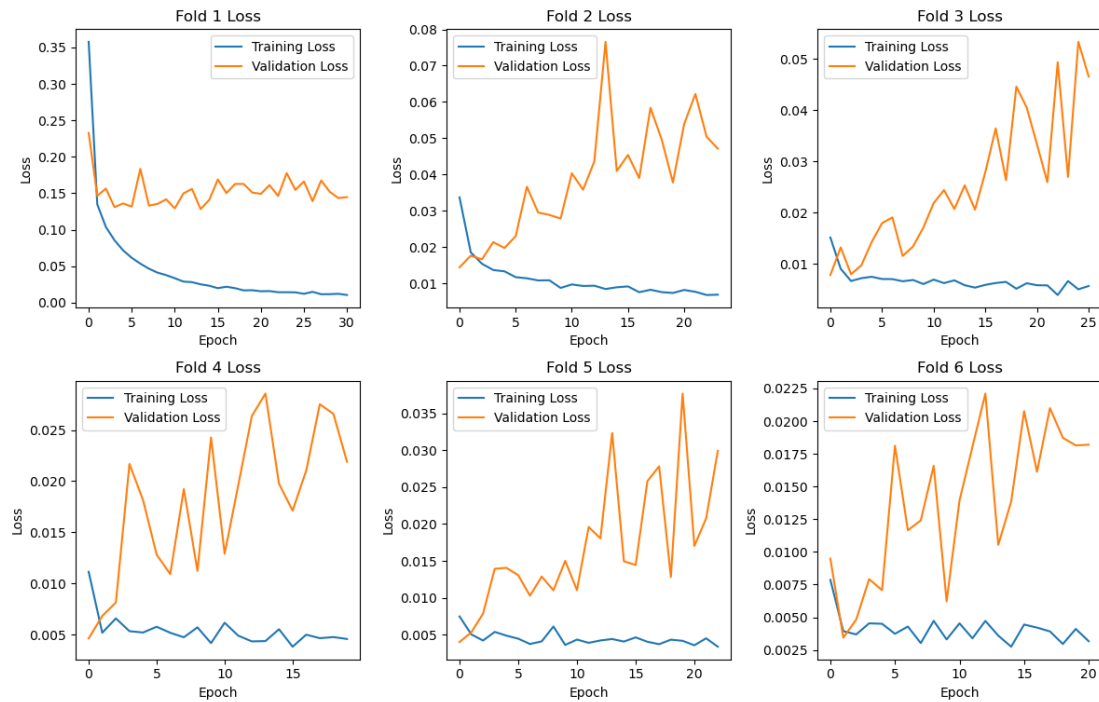 Fold 1 Loss
Training Loss
Validation Loss
0.35
0.30
0.25
0.20
0.15
0.10
0.05
0.00
Loss
0 5 10 15 20 25 30
Epoch
Fold 2 Loss
Training Loss
Validation Loss
0.08
0.07
0.06
0.05
0.04
0.03
0.02
0.01
Loss
0 5 10 15 20
Epoch
Fold 3 Loss
Training Loss
Validation Loss
0.05
0.04
0.03
0.02
0.01
Loss
0 5 10 15 20 25
Epoch
Fold 4 Loss
Training Loss
Validation Loss
0.025
0.020
0.015
0.010
0.005
Loss
0 5 10 15
Epoch
Fold 5 Loss
Training Loss
Validation Loss
0.035
0.030
0.025
0.020
0.015
0.010
0.005
Loss
0 5 10 15 20
Epoch
Fold 6 Loss
Training Loss
Validation Loss
0.0225
0.0200
0.0175
0.0150
0.0125
0.0100
0.0075
0.0050
0.0025
Loss
0 5 10 15 20
Epoch